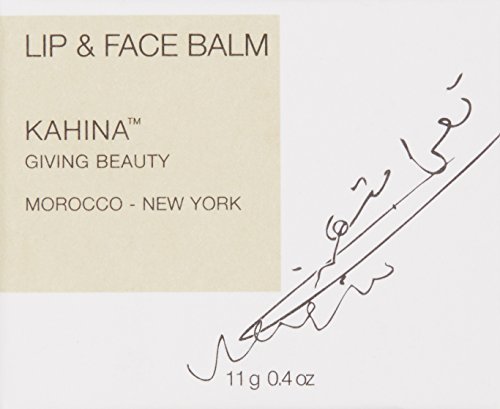 LIP & FACE BALM
KAHINA™
GIVING BEAUTY
MOROCCO - NEW YORK
11 g 0.4 oz